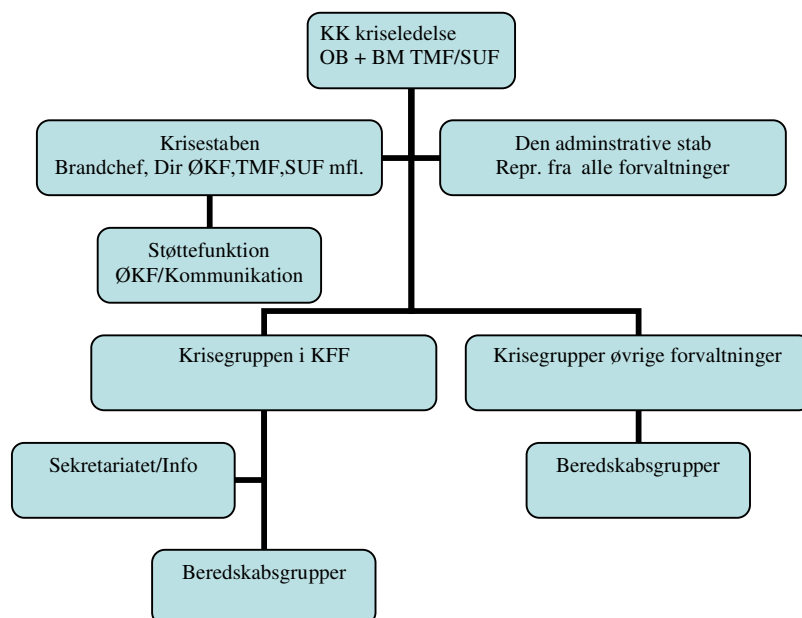 KK kriseledelse
OB + BM TMF/SUF
Krisestaben
Brandchef, Dir ØKF,TMF,SUF mfl.
Den adminstrative stab
Repr. fra alle forvaltninger
Støttefunktion
ØKF/Kommunikation
Krisegruppen i KFF
Krisegrupper øvrige forvaltninger
Sekretariatet/Info
Beredskabsgrupper
Beredskabsgrupper